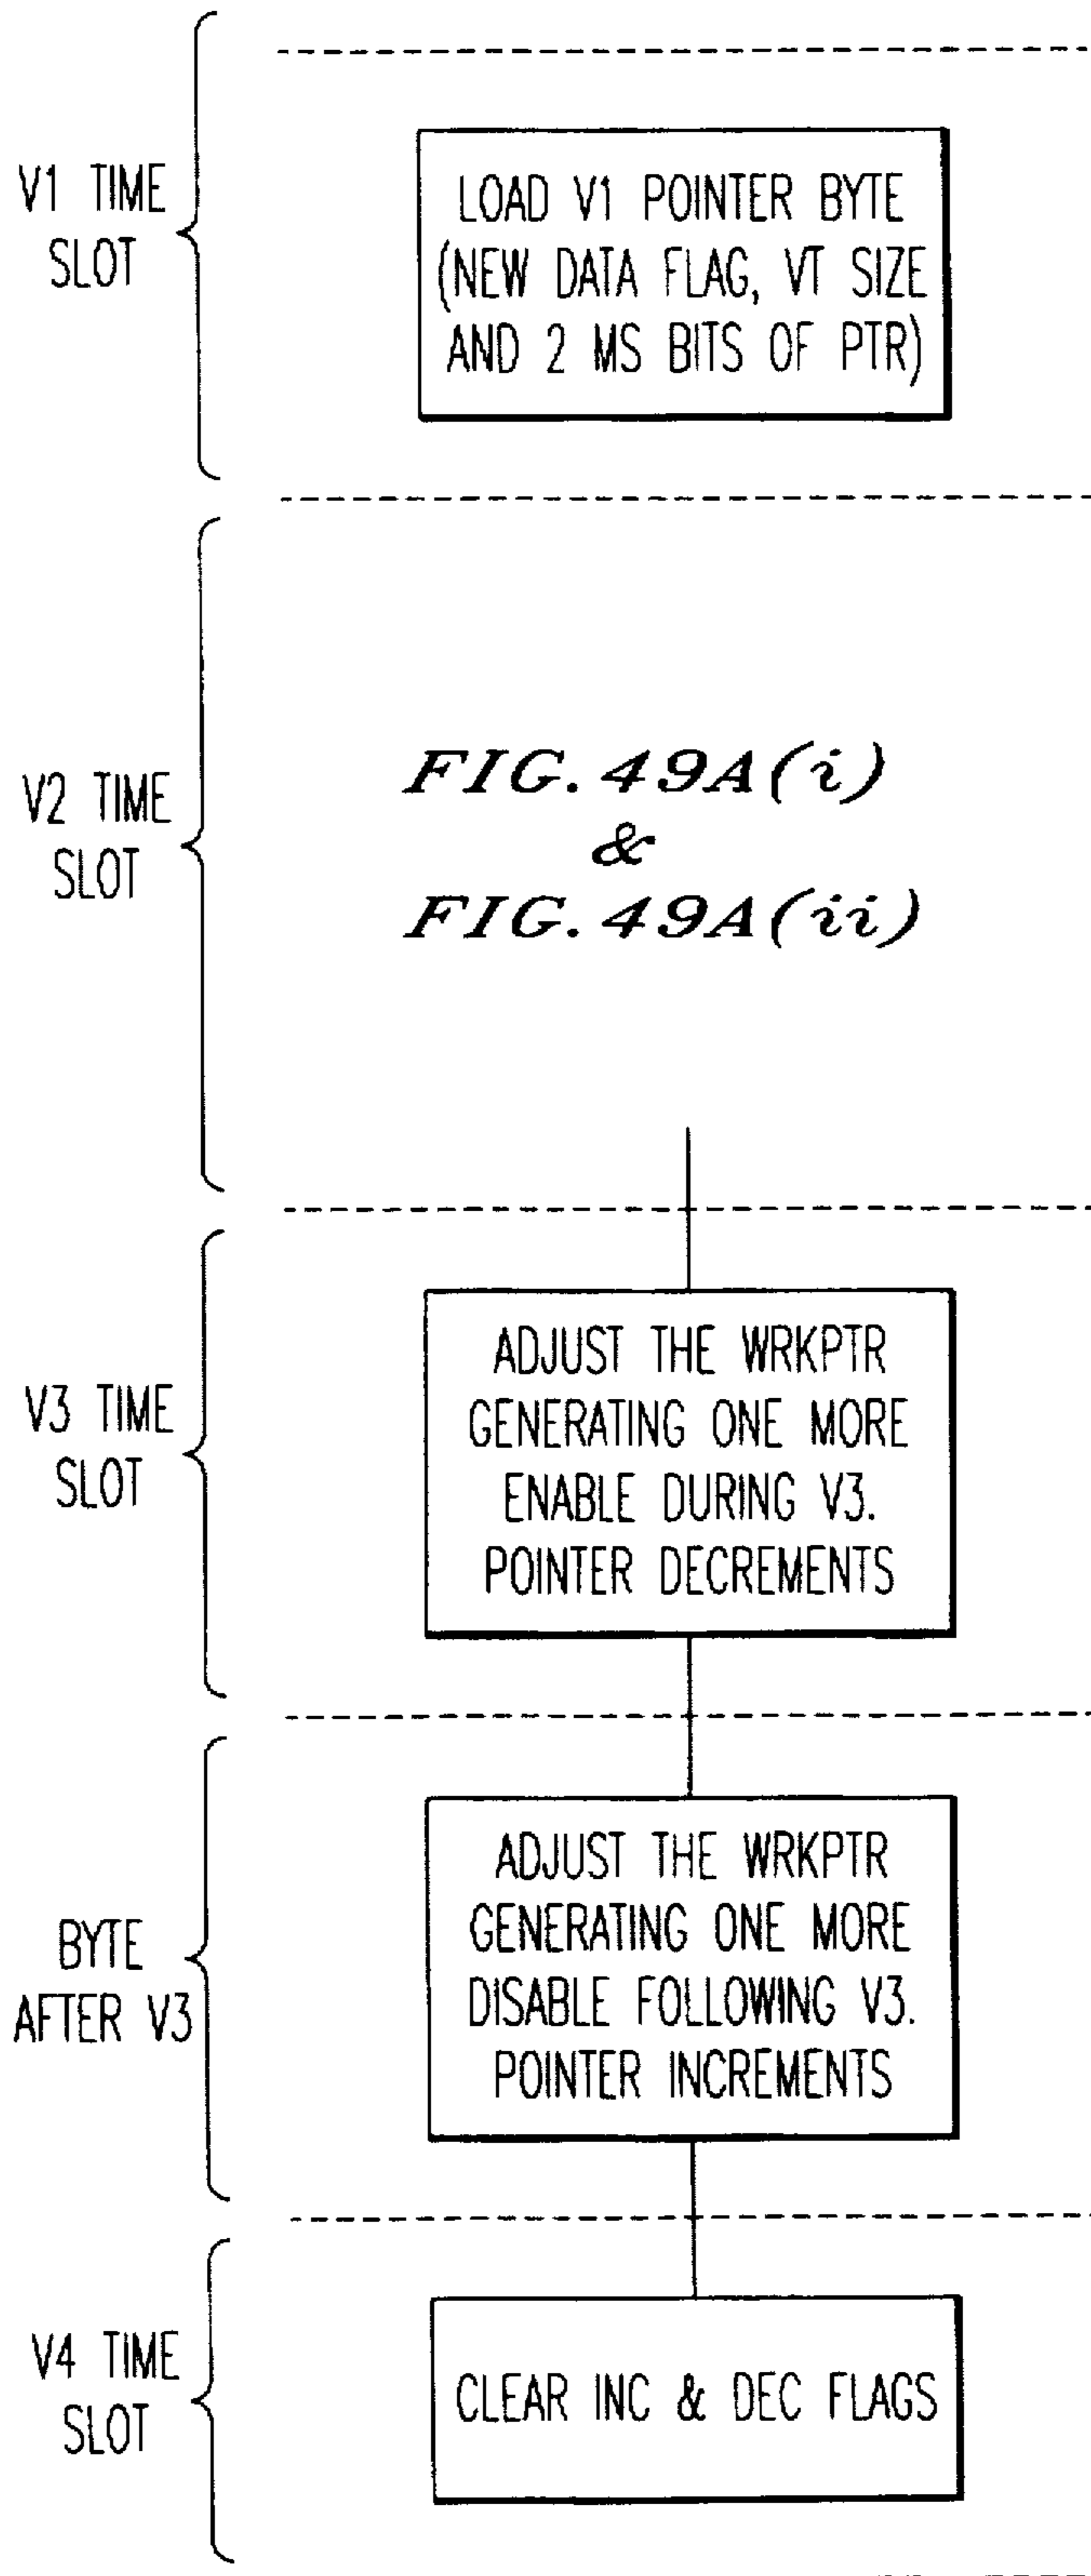 V1 TIME
SLOT
LOAD V1 POINTER BYTE
(NEW DATA FLAG, VT SIZE
AND 2 MS BITS OF PTR)
V2 TIME
SLOT
FIG. 49A(i)
&
FIG. 49A(ii)
V3 TIME
SLOT
ADJUST THE WRKPTR
GENERATING ONE MORE
ENABLE DURING V3.
POINTER DECREMENTS
BYTE
AFTER V3
ADJUST THE WRKPTR
GENERATING ONE MORE
DISABLE FOLLOWING V3.
POINTER INCREMENTS
V4 TIME
SLOT
CLEAR INC & DEC FLAGS